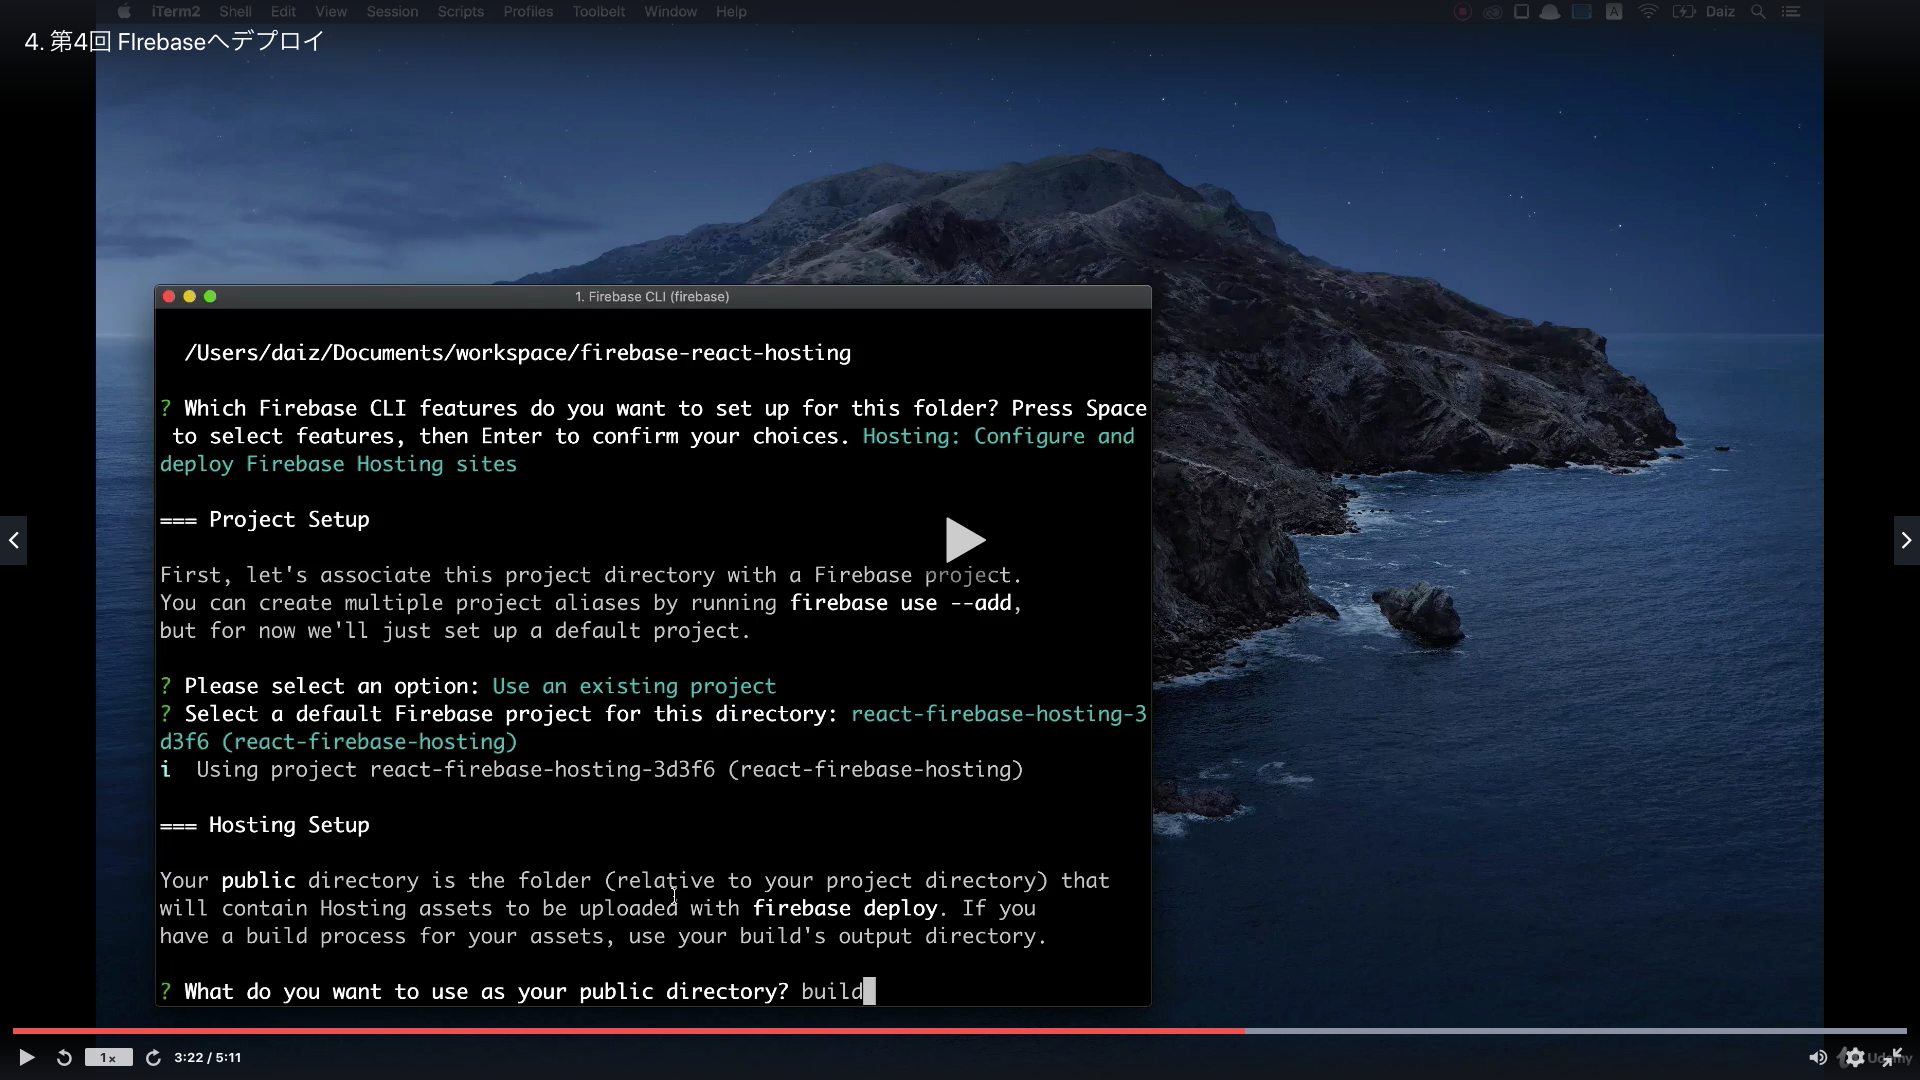 iTerm2 Shell Edit View Session Scripts Profiles Toolbelt Window Help A Daiz
4. 第4回 FIrebaseへデプロイ
1. Firebase CLI (firebase)
/Users/daiz/Documents/workspace/firebase-react-hosting
? Which Firebase CLI features do you want to set up for this folder? Press Space
to select features, then Enter to confirm your choices. Hosting: Configure and
deploy Firebase Hosting sites
=== Project Setup
First, let's associate this project directory with a Firebase project.
You can create multiple project aliases by running firebase use --add,
but for now we'll just set up a default project.
? Please select an option: Use an existing project
? Select a default Firebase project for this directory: react-firebase-hosting-3
d3f6 (react-firebase-hosting)
i Using project react-firebase-hosting-3d3f6 (react-firebase-hosting)
=== Hosting Setup
Your public directory is the folder (relative to your project directory) that
will contain Hosting assets to be uploaded with firebase deploy. If you
have a build process for your assets, use your build's output directory.
? What do you want to use as your public directory? build
1x 3:22 / 5:11 Udemy